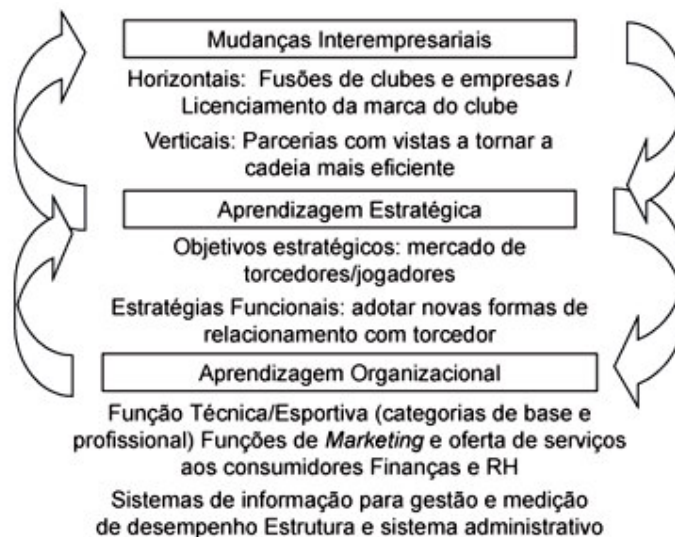 Mudanças Interempresariais
Horizontais: Fusões de clubes e empresas /
Licenciamento da marca do clube
Verticais: Parcerias com vistas a tornar a
cadeia mais eficiente
Aprendizagem Estratégica
Objetivos estratégicos: mercado de
torcedores/jogadores
Estratégias Funcionais: adotar novas formas de
relacionamento com torcedor
Aprendizagem Organizacional
Função Técnica/Esportiva (categorias de base e
profissional) Funções de Marketing e oferta de serviços
aos consumidores Finanças e RH
Sistemas de informação para gestão e medição
de desempenho Estrutura e sistema administrativo